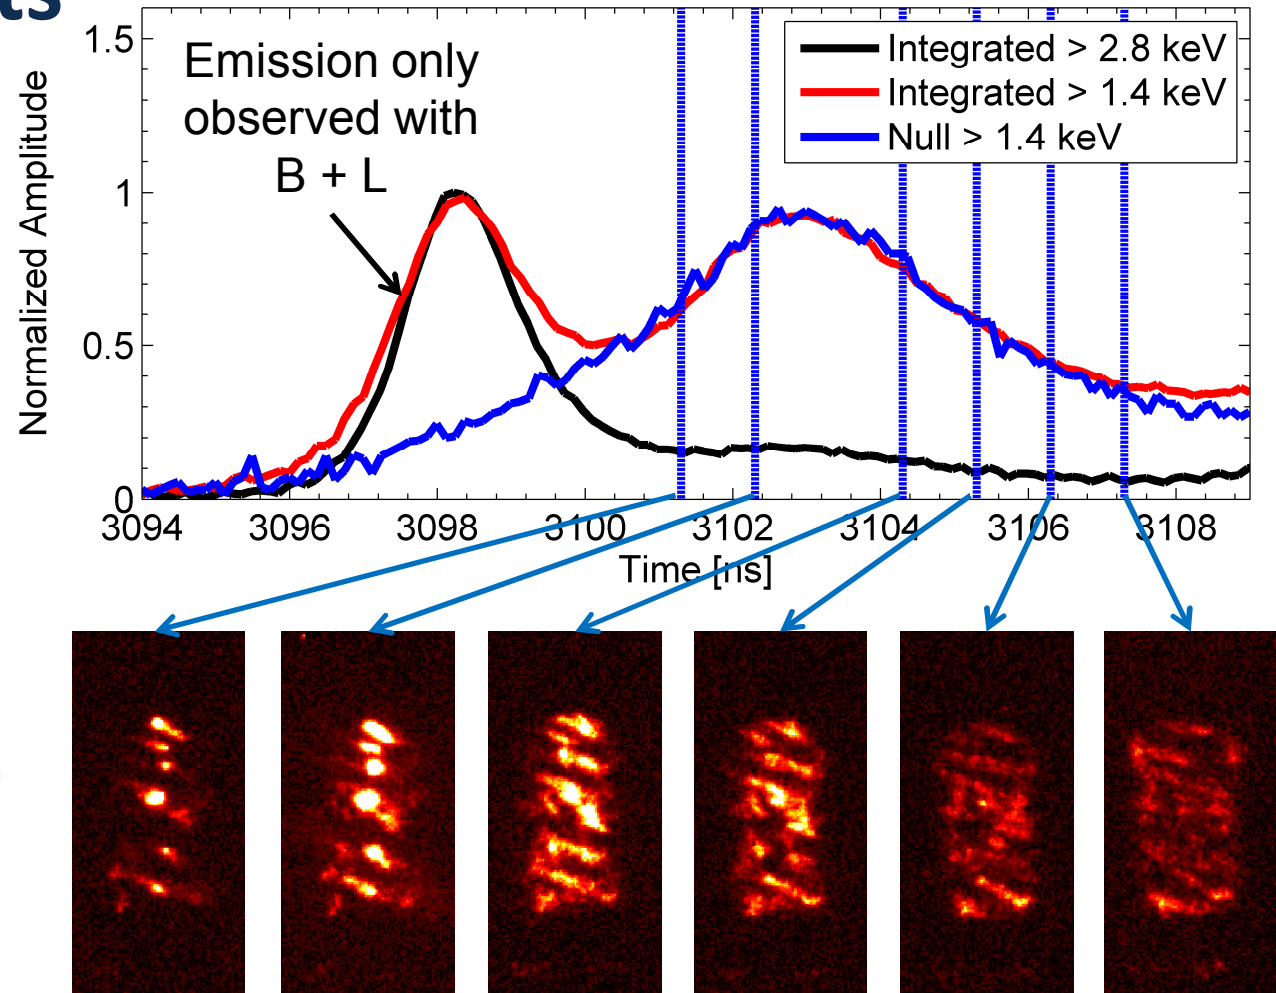 ts
Emission only
observed with
B + L
Integrated > 2.8 keV
Integrated > 1.4 keV
Null > 1.4 keV
Normalized Amplitude
1.5
1
0.5
0
3094 3096 3098 3100 3102 3104 3106 3108
Time [ns]